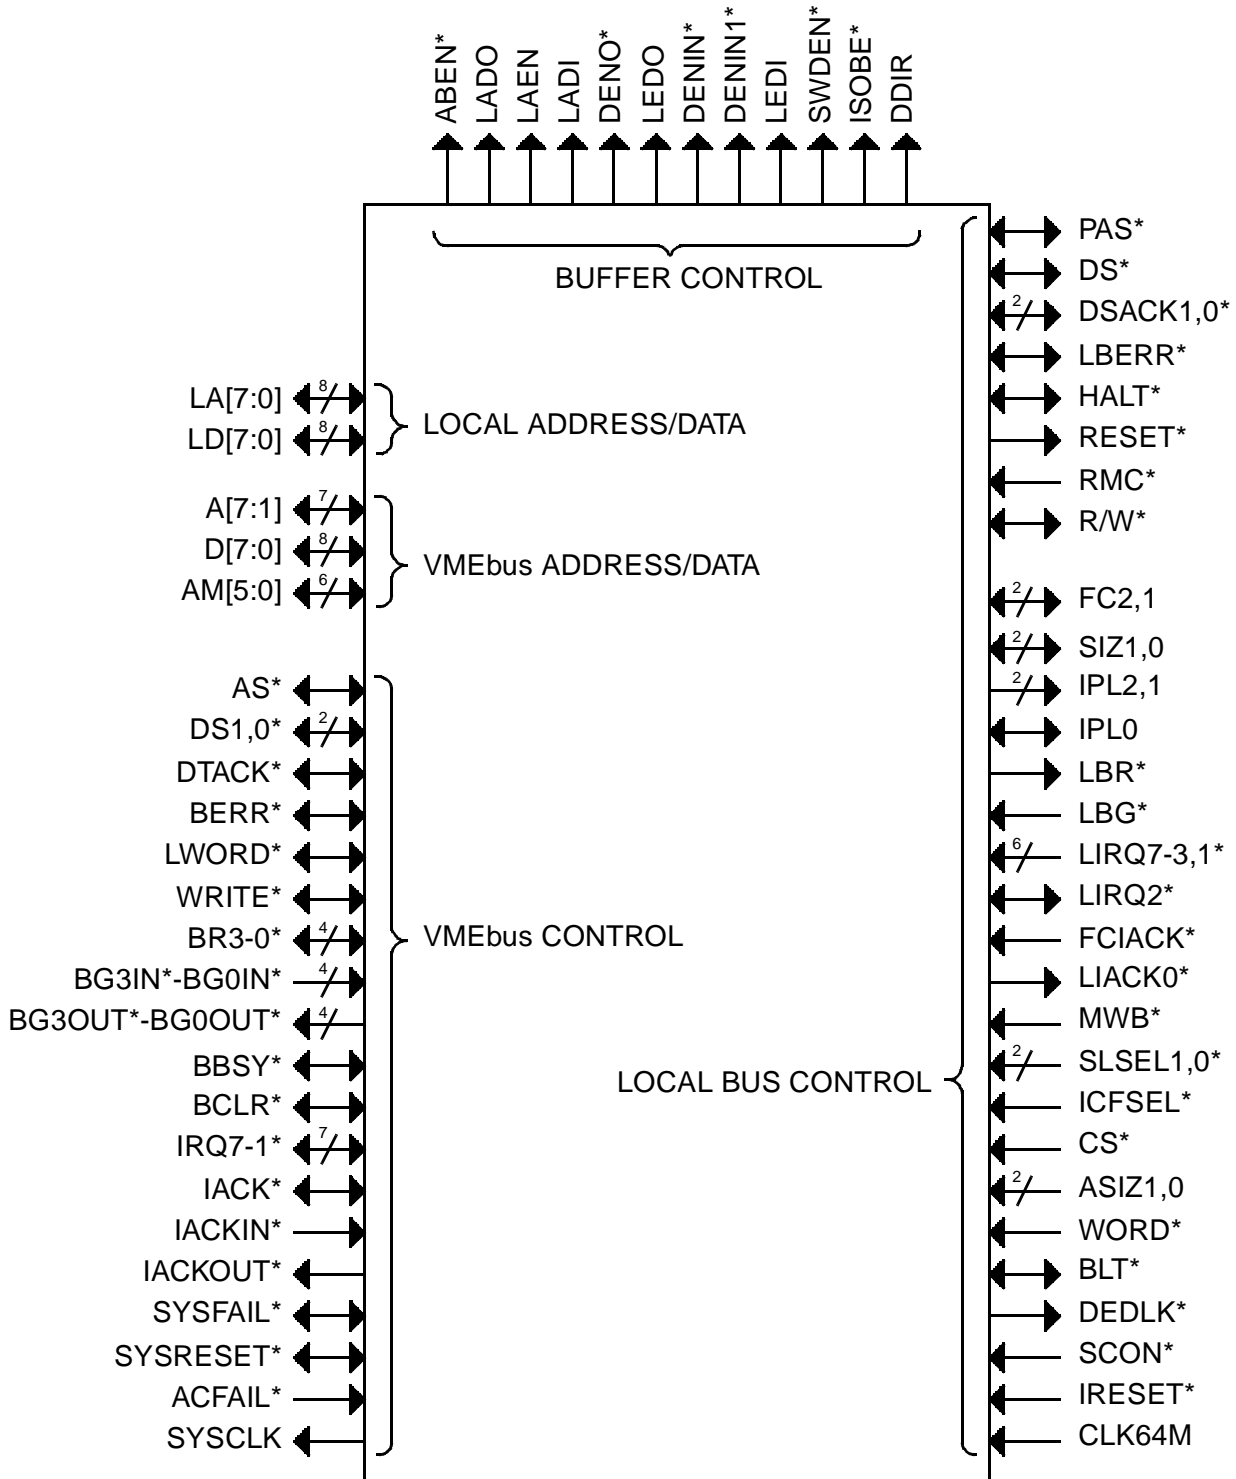 ABEN*
LADO
LAEN
LADI
DENO*
LEDO
DENIN*
DENIN1*
LEDI
SWDEN*
ISOBE*
DDIR
BUFFER CONTROL
LA[7:0] 8
LD[7:0] 8
LOCAL ADDRESS/DATA
A[7:1] 7
D[7:0] 8
AM[5:0] 6
VMEbus ADDRESS/DATA
AS*
DS1,0* 2
DTACK*
BERR*
LWORD*
WRITE*
BR3-0* 4
BG3IN*-BG0IN* 4
BG3OUT*-BG0OUT* 4
BBSY*
BCLR*
IRQ7-1* 7
IACK*
IACKIN*
IACKOUT*
SYSFAIL*
SYSRESET*
ACFAIL*
SYSCLK
VMEbus CONTROL
LOCAL BUS CONTROL
PAS*
DS*
2 DSACK1,0*
LBERR*
HALT*
RESET*
RMC*
R/W*
2 FC2,1
2 SIZ1,0
2 IPL2,1
IPL0
LBR*
LBG*
6 LIRQ7-3,1*
LIRQ2*
FCIACK*
LIACK0*
MWB*
2 SLSEL1,0*
ICFSEL*
CS*
2 ASIZ1,0
WORD*
BLT*
DEDLK*
SCON*
IRESET*
CLK64M